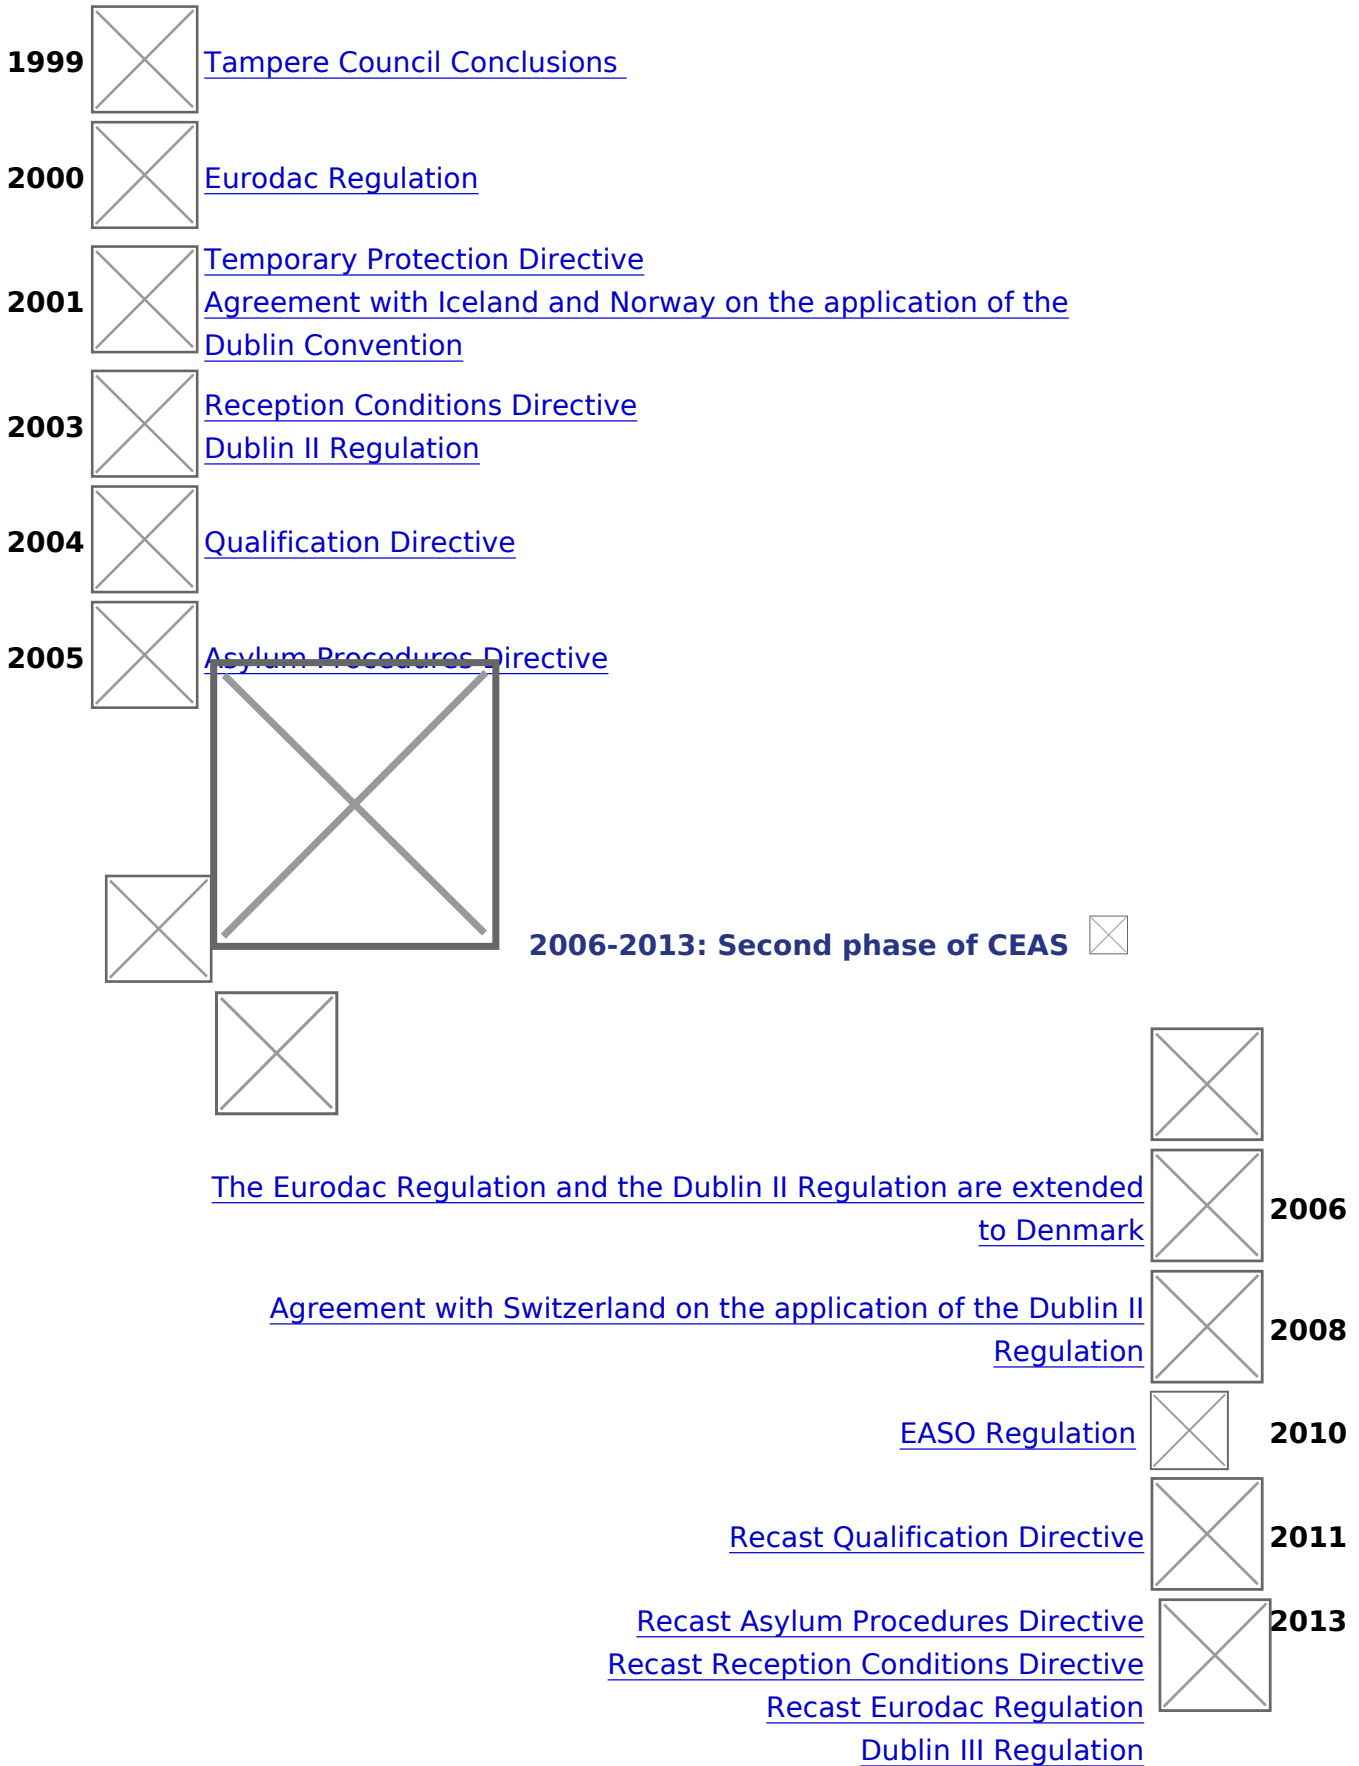 1999 Tampere Council Conclusions
2000 Eurodac Regulation
Temporary Protection Directive
2001 Agreement with Iceland and Norway on the application of the
Dublin Convention
Reception Conditions Directive
2003
Dublin II Regulation
2004 Qualification Directive
2005 Asylum Procedures Directive
2006-2013: Second phase of CEAS
The Eurodac Regulation and the Dublin II Regulation are extended
2006
to Denmark
Agreement with Switzerland on the application of the Dublin II
2008
Regulation
EASO Regulation 2010
Recast Qualification Directive 2011
Recast Asylum Procedures Directive 2013
Recast Reception Conditions Directive
Recast Eurodac Regulation
Dublin III Regulation